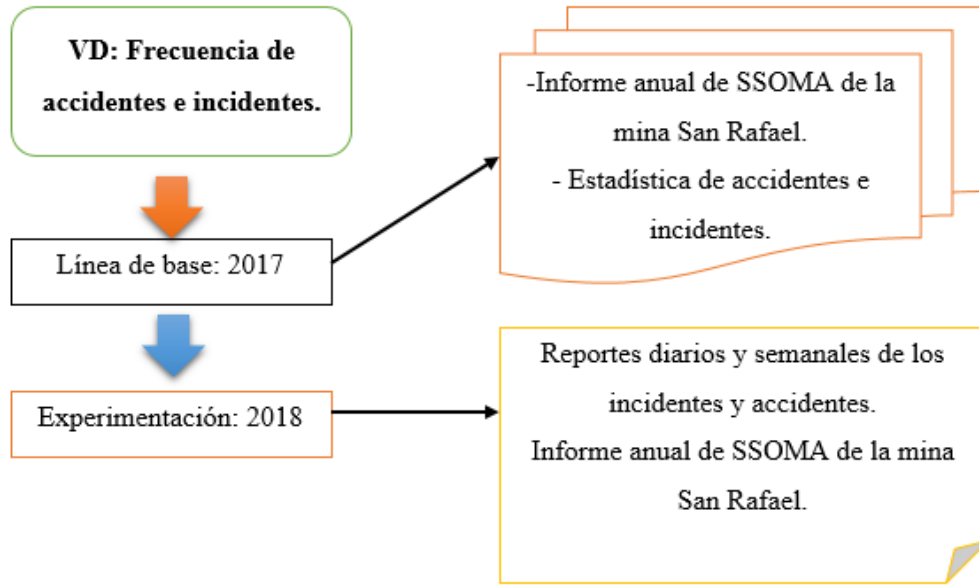 VD: Frecuencia de
accidentes e incidentes.
-Informe anual de SSOMA de la
mina San Rafael.
- Estadística de accidentes e
incidentes.
Línea de base: 2017
Reportes diarios y semanales de los
incidentes y accidentes.
Informe anual de SSOMA de la mina
San Rafael.
Experimentación: 2018